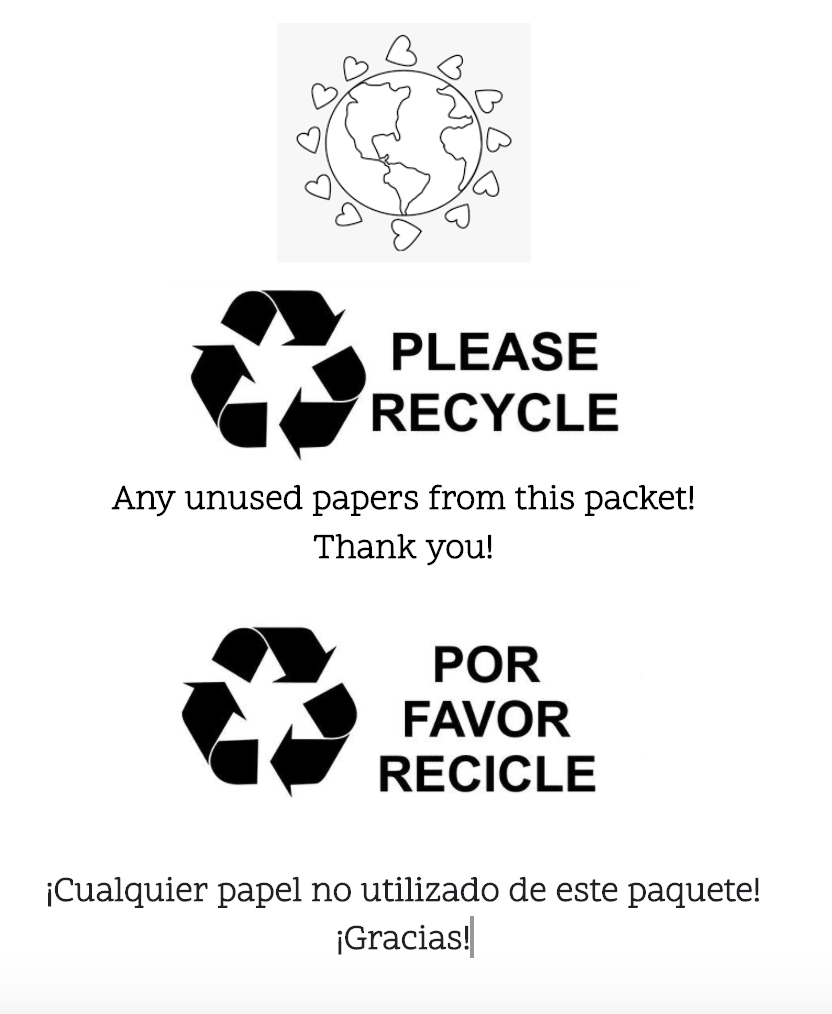 PLEASE
RECYCLE
Any unused papers from this packet!
Thank you!
POR
FAVOR
RECICLE
¡Cualquier papel no utilizado de este paquete!
¡Gracias!